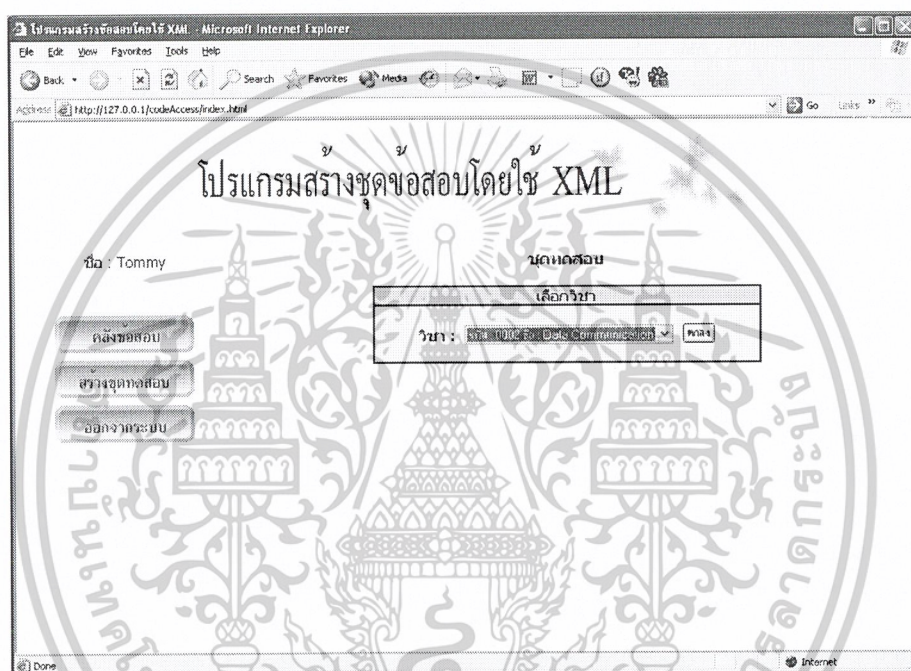 โปรแกรมสร้างข้อสอบโดยใช้ XML - Microsoft Internet Explorer
File Edit View Favorites Tools Help
Back Search Favorites Media
Address http://127.0.0.1/codeAccess/index.html Go Links »
โปรแกรมสร้างชุดข้อสอบโดยใช้ XML
ชื่อ : Tommy
ชุดทดสอบ
เลือกวิชา
วิชา : Data Communication ตกลง
คลังข้อสอบ
สร้างชุดทดสอบ
ออกจากระบบ
Done Internet